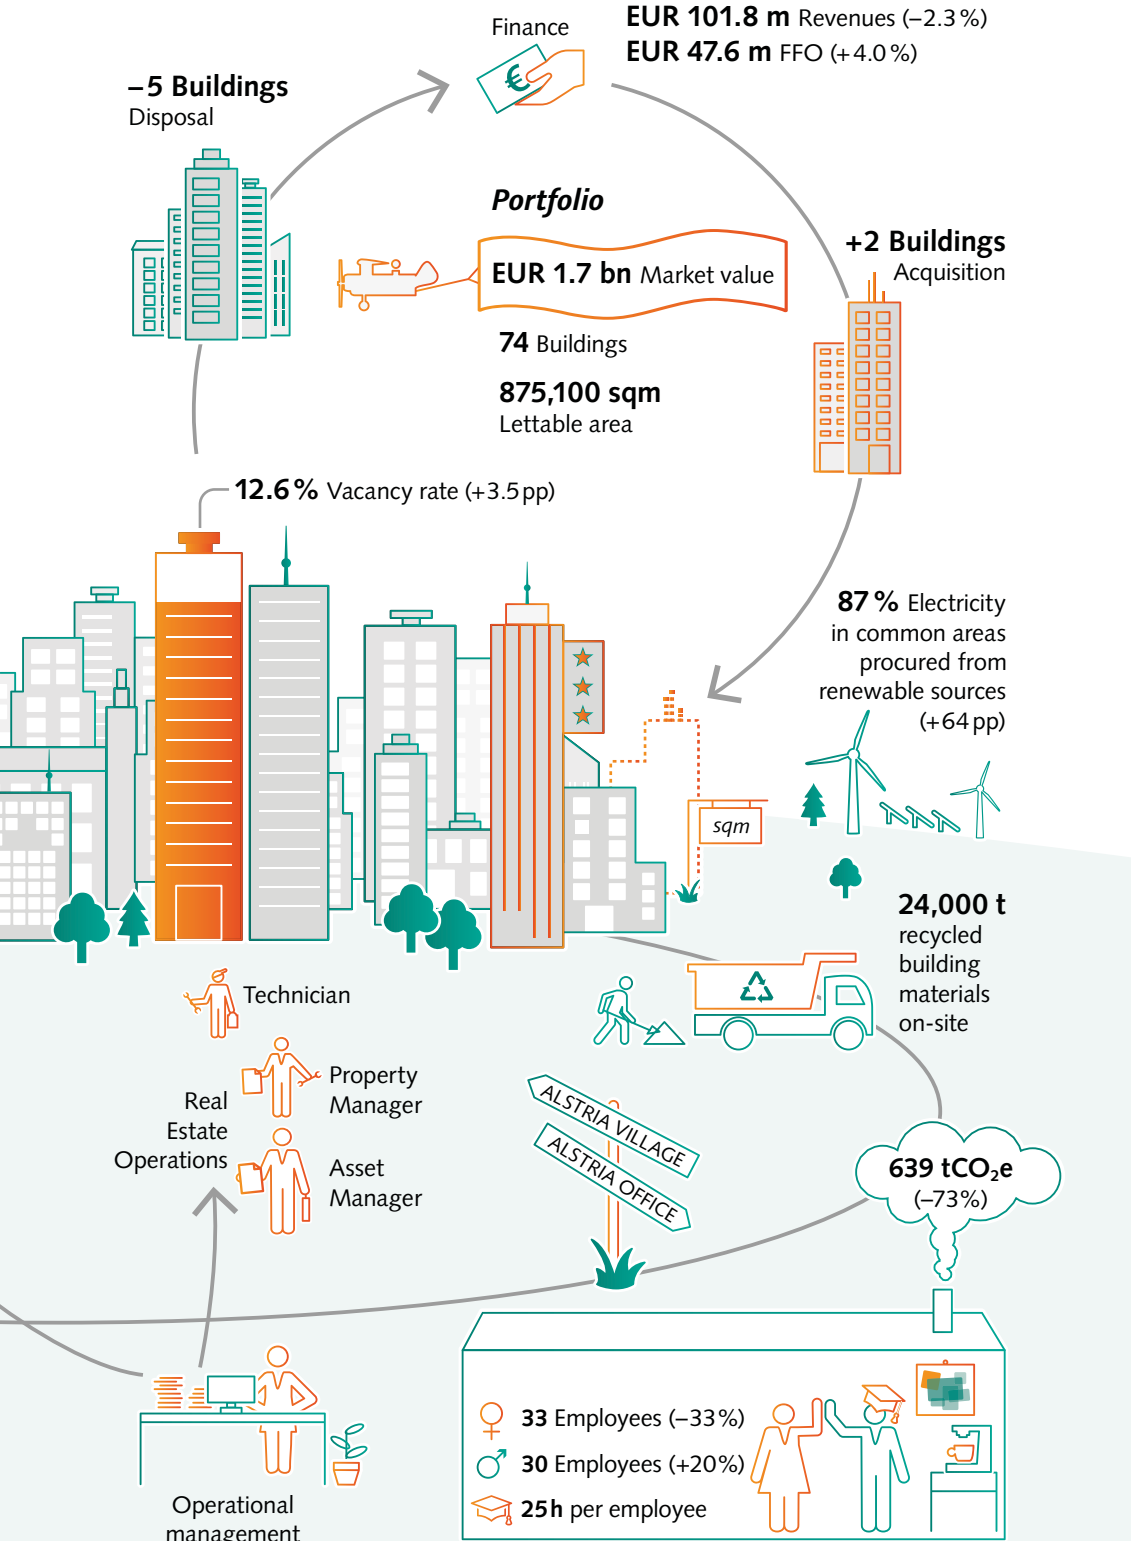 EUR 101.8 m Revenues (–2.3 %)
EUR 47.6 m FFO (+4.0 %)
Finance
€
–5 Buildings
Disposal
Portfolio
EUR 1.7 bn Market value
74 Buildings
875,100 sqm
Lettable area
+2 Buildings
Acquisition
12.6 % Vacancy rate (+3.5 pp)
87 % Electricity
in common areas
procured from
renewable sources
(+64 pp)
sqm
24,000 t
recycled
building
materials
on-site
Technician
Property
Manager
Real
Estate
Operations
Asset
Manager
ALSTRIA VILLAGE
ALSTRIA OFFICE
639 tCO₂e
(–73%)
33 Employees (–33%)
30 Employees (+20%)
25h per employee
Operational
management